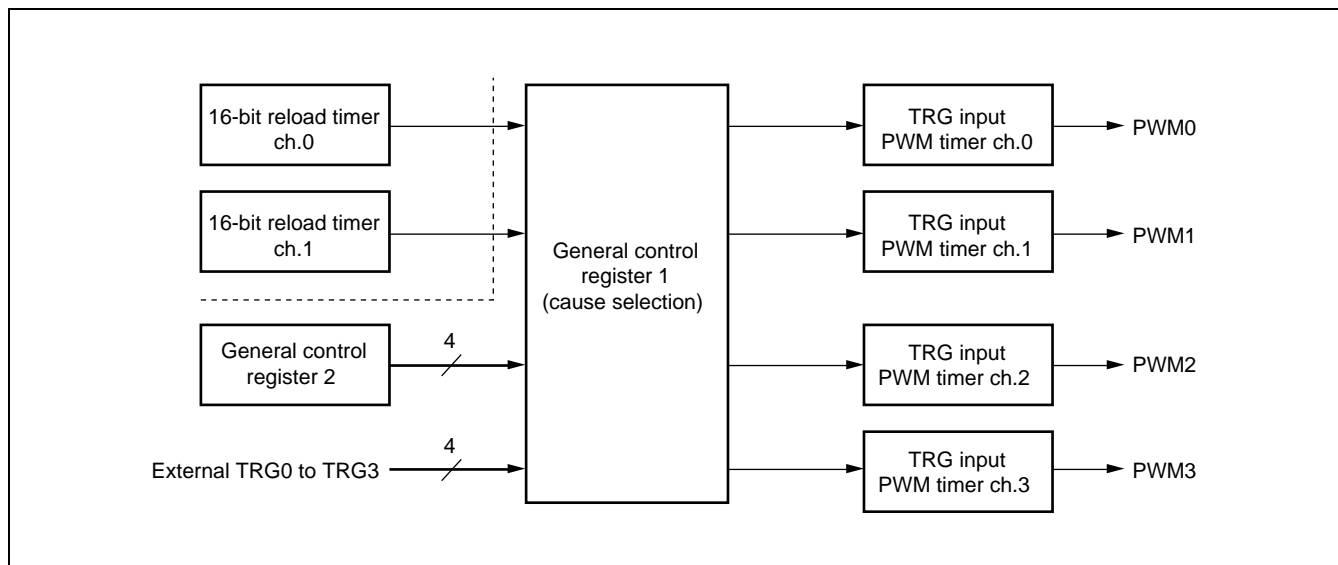 16-bit reload timer
ch.0
16-bit reload timer
ch.1
General control
register 2
4
External TRG0 to TRG3
4
General control
register 1
(cause selection)
TRG input
PWM timer ch.0
PWM0
TRG input
PWM timer ch.1
PWM1
TRG input
PWM timer ch.2
PWM2
TRG input
PWM timer ch.3
PWM3